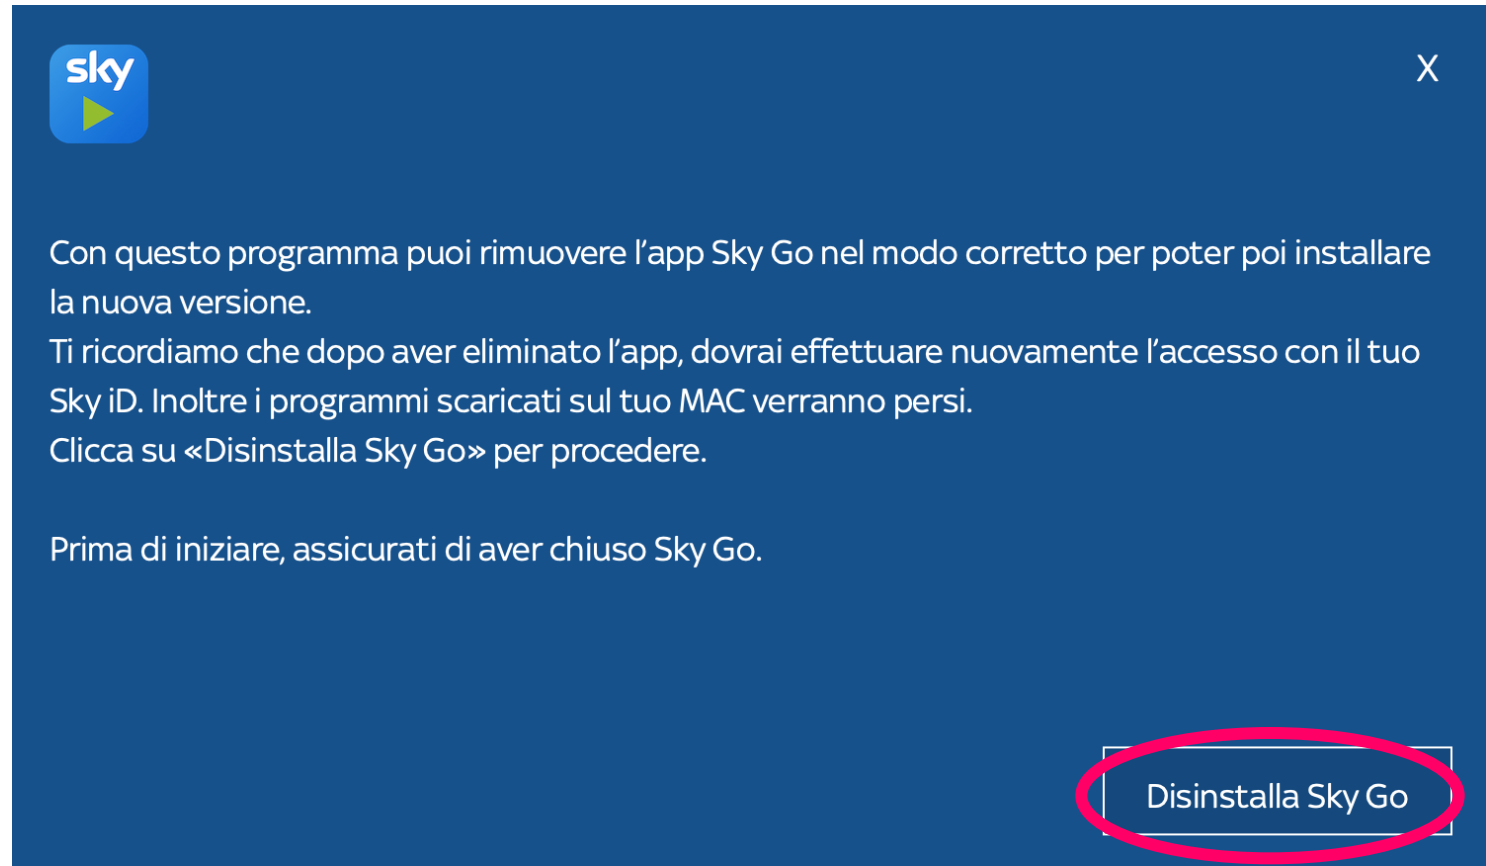 sky
X
Con questo programma puoi rimuovere l'app Sky Go nel modo corretto per poter poi installare
la nuova versione.
Ti ricordiamo che dopo aver eliminato l'app, dovrai effettuare nuovamente l'accesso con il tuo
Sky iD. Inoltre i programmi scaricati sul tuo MAC verranno persi.
Clicca su «Disinstalla Sky Go» per procedere.
Prima di iniziare, assicurati di aver chiuso Sky Go.
Disinstalla Sky Go